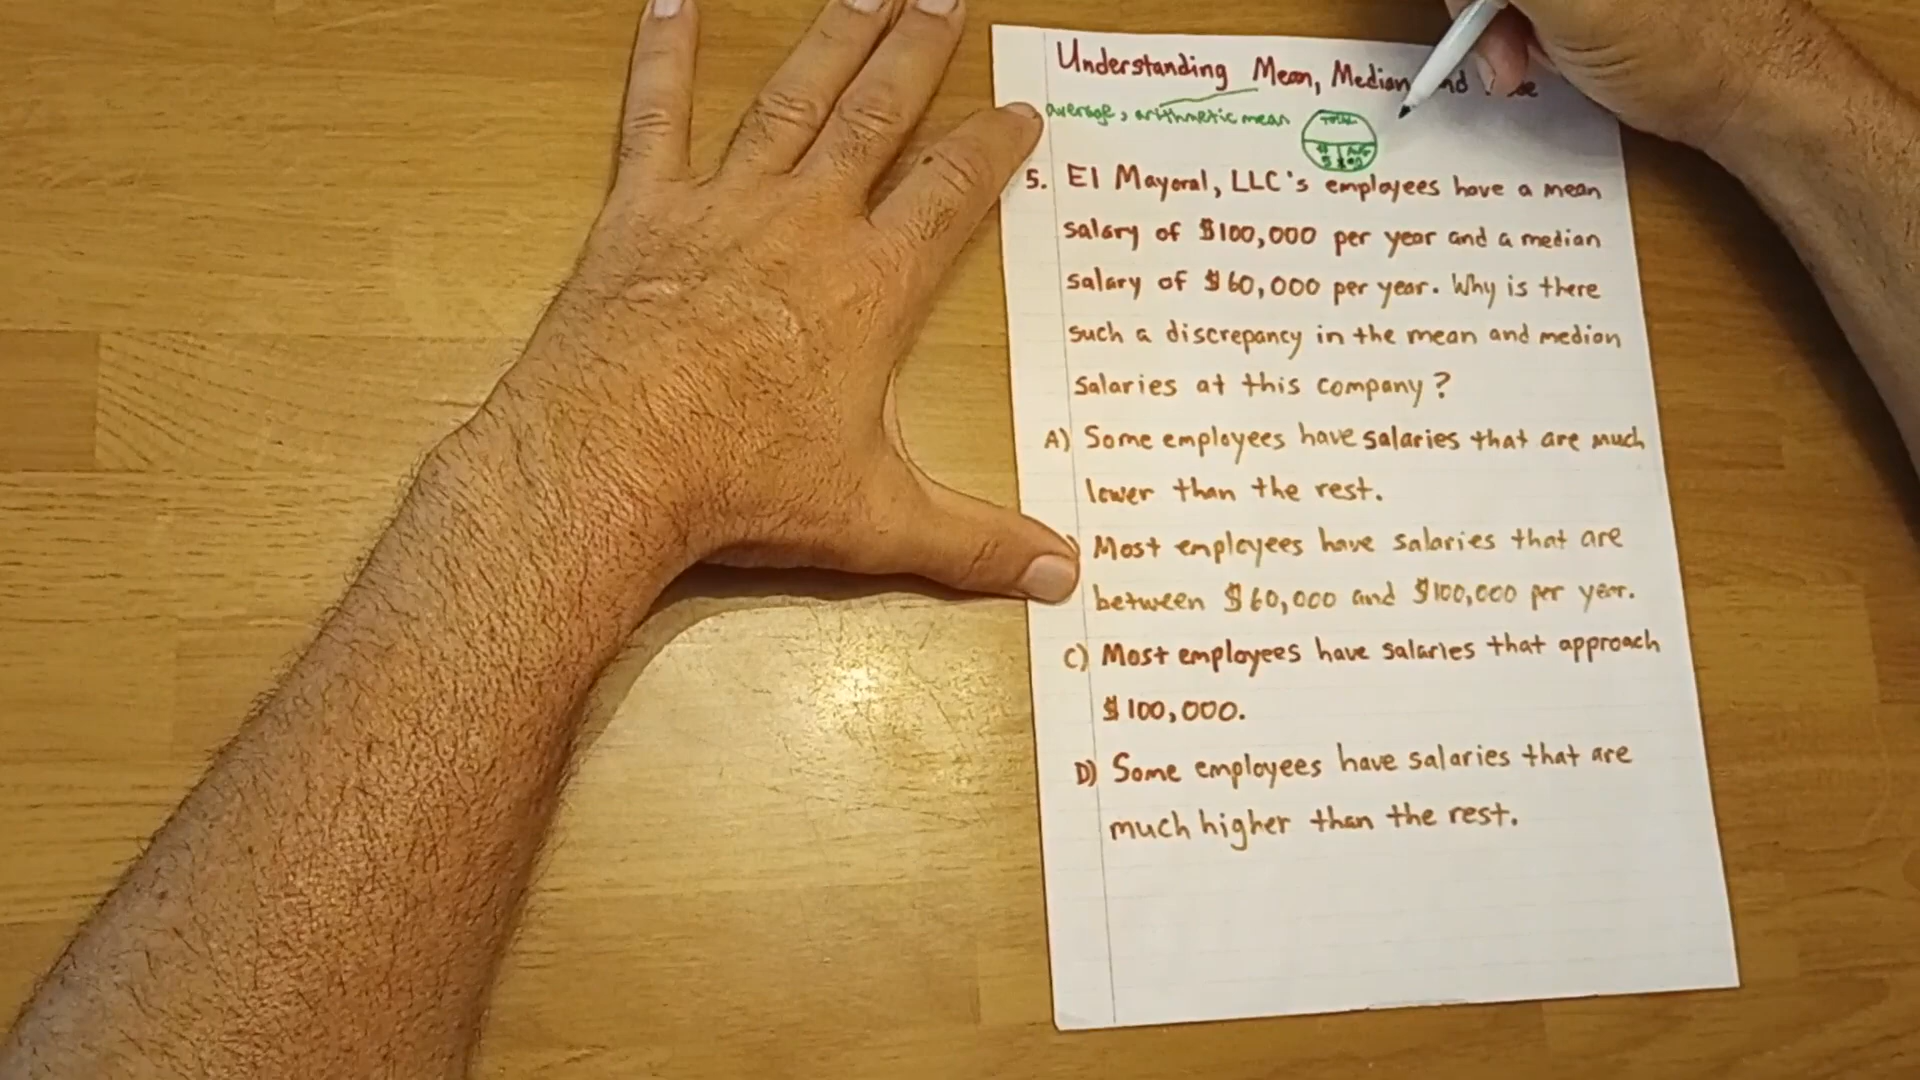 Understanding Mean, Median and
average, arithmetic mean
TOTAL
5. El Mayoral, LLC's employees have a mean
salary of $100,000 per year and a median
salary of $60,000 per year. Why is there
such a discrepancy in the mean and median
salaries at this company?
A) Some employees have salaries that are much
lower than the rest.
) Most employees have salaries that are
between $60,000 and $100,000 per year.
C) Most employees have salaries that approach
$100,000.
D) Some employees have salaries that are
much higher than the rest.